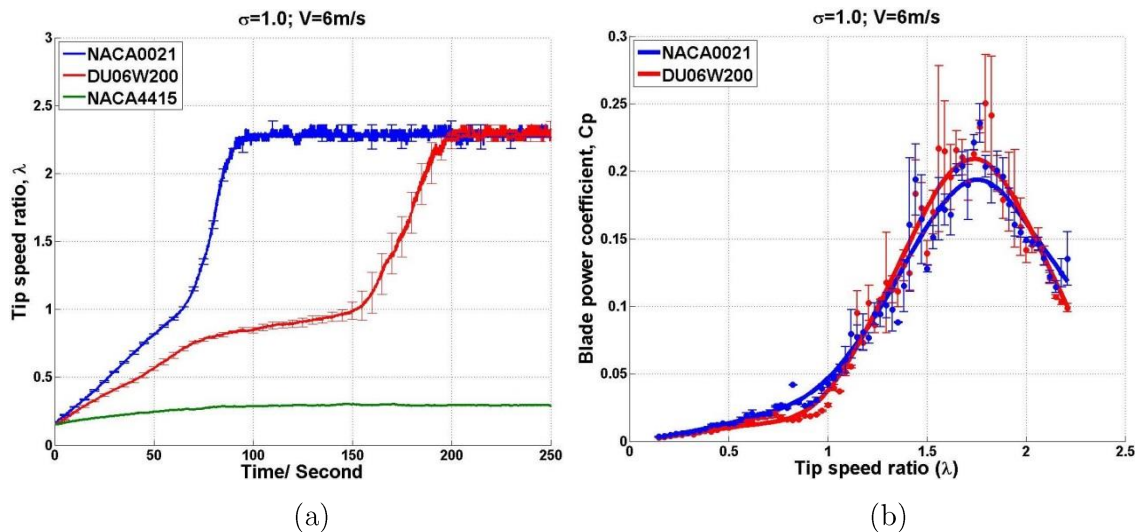 σ=1.0; V=6m/s
NACA0021
DU06W200
NACA4415
Tip speed ratio, λ
3
2.5
2
1.5
1
0.5
0
0 50 100 150 200 250
Time/ Second
(a)
σ=1.0; V=6m/s
NACA0021
DU06W200
Blade power coefficient, Cp
0.3
0.25
0.2
0.15
0.1
0.05
0
0 0.5 1 1.5 2 2.5
Tip speed ratio (λ)
(b)